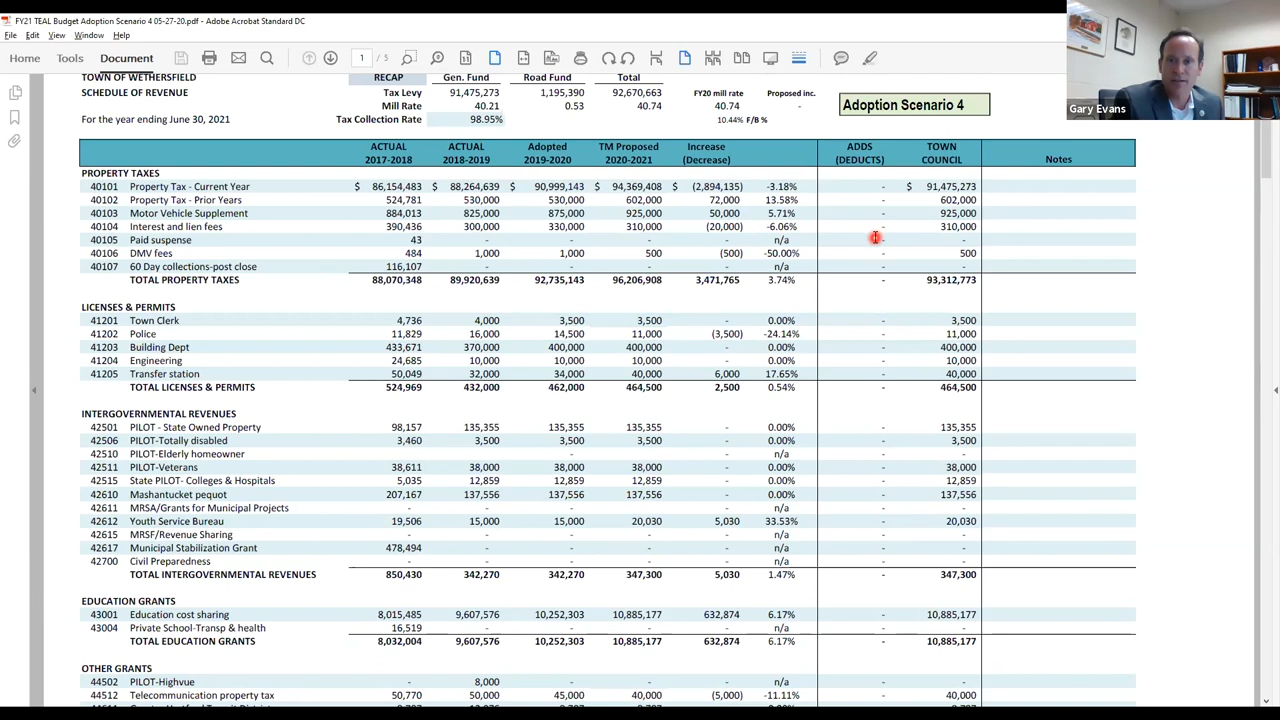 FY21 TEAL Budget Adoption Scenario 4 05-27-20.pdf - Adobe Acrobat Standard DC
File Edit View Window Help
Home Tools Document 1 / 5
TOWN OF WETHERSFIELD RECAP Gen. Fund Road Fund Total
SCHEDULE OF REVENUE Tax Levy 91,475,273 1,195,390 92,670,663 FY20 mill rate Proposed inc.
Mill Rate 40.21 0.53 40.74 40.74 - Adoption Scenario 4
For the year ending June 30, 2021 Tax Collection Rate 98.95% 10.44% F/B %
Gary Evans
ACTUAL ACTUAL Adopted TM Proposed Increase ADDS TOWN
2017-2018 2018-2019 2019-2020 2020-2021 (Decrease) (DEDUCTS) COUNCIL Notes
PROPERTY TAXES
40101 Property Tax - Current Year $ 86,154,483 $ 88,264,639 $ 90,999,143 $ 94,369,408 $ (2,894,135) -3.18% - $ 91,475,273
40102 Property Tax - Prior Years 524,781 530,000 530,000 602,000 72,000 13.58% - 602,000
40103 Motor Vehicle Supplement 884,013 825,000 875,000 925,000 50,000 5.71% - 925,000
40104 Interest and lien fees 390,436 300,000 330,000 310,000 (20,000) -6.06% - 310,000
40105 Paid suspense 43 - - - - n/a - -
40106 DMV fees 484 1,000 1,000 500 (500) -50.00% - 500
40107 60 Day collections-post close 116,107 - - - - n/a - -
TOTAL PROPERTY TAXES 88,070,348 89,920,639 92,735,143 96,206,908 3,471,765 3.74% - 93,312,773
LICENSES & PERMITS
41201 Town Clerk 4,736 4,000 3,500 3,500 - 0.00% - 3,500
41202 Police 11,829 16,000 14,500 11,000 (3,500) -24.14% - 11,000
41203 Building Dept 433,671 370,000 400,000 400,000 - 0.00% - 400,000
41204 Engineering 24,685 10,000 10,000 10,000 - 0.00% - 10,000
41205 Transfer station 50,049 32,000 34,000 40,000 6,000 17.65% - 40,000
TOTAL LICENSES & PERMITS 524,969 432,000 462,000 464,500 2,500 0.54% - 464,500
INTERGOVERNMENTAL REVENUES
42501 PILOT - State Owned Property 98,157 135,355 135,355 135,355 - 0.00% - 135,355
42506 PILOT-Totally disabled 3,460 3,500 3,500 3,500 - 0.00% - 3,500
42510 PILOT-Elderly homeowner - - - n/a - -
42511 PILOT-Veterans 38,611 38,000 38,000 38,000 - 0.00% - 38,000
42515 State PILOT- Colleges & Hospitals 5,035 12,859 12,859 12,859 - 0.00% - 12,859
42610 Mashantucket pequot 207,167 137,556 137,556 137,556 - 0.00% - 137,556
42611 MRSA/Grants for Municipal Projects - - - - - n/a - -
42612 Youth Service Bureau 19,506 15,000 15,000 20,030 5,030 33.53% - 20,030
42615 MRSF/Revenue Sharing - - - - - n/a - -
42617 Municipal Stabilization Grant 478,494 - - - - n/a - -
42700 Civil Preparedness - - - - - n/a - -
TOTAL INTERGOVERNMENTAL REVENUES 850,430 342,270 342,270 347,300 5,030 1.47% - 347,300
EDUCATION GRANTS
43001 Education cost sharing 8,015,485 9,607,576 10,252,303 10,885,177 632,874 6.17% - 10,885,177
43004 Private School-Transp & health 16,519 - - - - n/a - -
TOTAL EDUCATION GRANTS 8,032,004 9,607,576 10,252,303 10,885,177 632,874 6.17% - 10,885,177
OTHER GRANTS
44502 PILOT-Highvue - 8,000 - - - n/a - -
44512 Telecommunication property tax 50,770 50,000 45,000 40,000 (5,000) -11.11% - 40,000